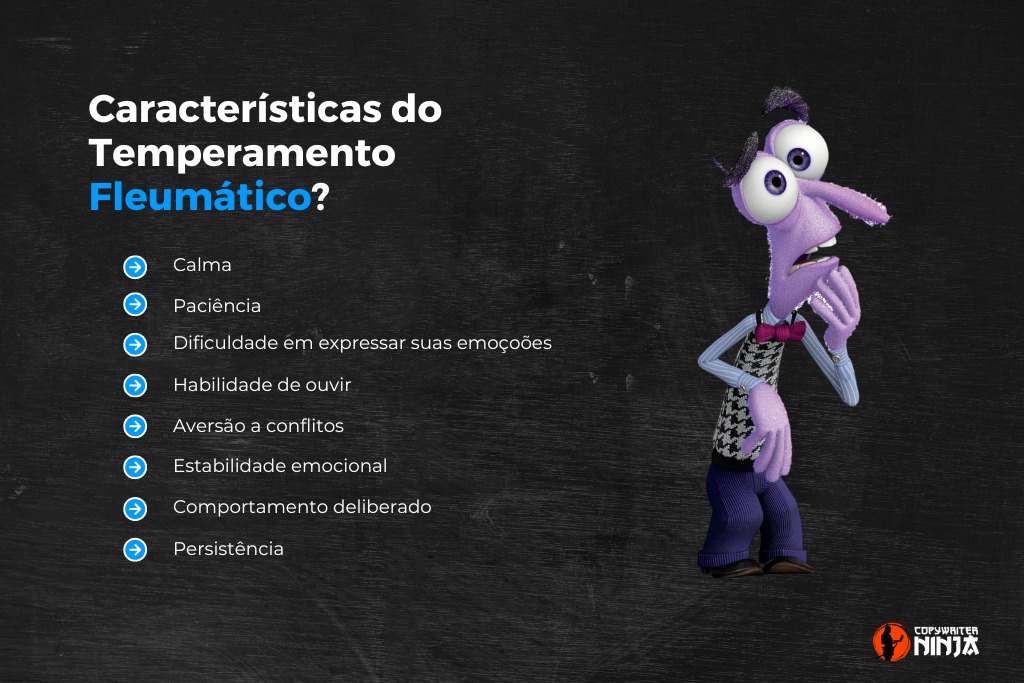 Características do
Temperamento
Fleumático?
Calma
Paciência
Dificuldade em expressar suas emoçoões
Habilidade de ouvir
Aversão a conflitos
Estabilidade emocional
Comportamento deliberado
Persistência
COPYWRITER
NINJA